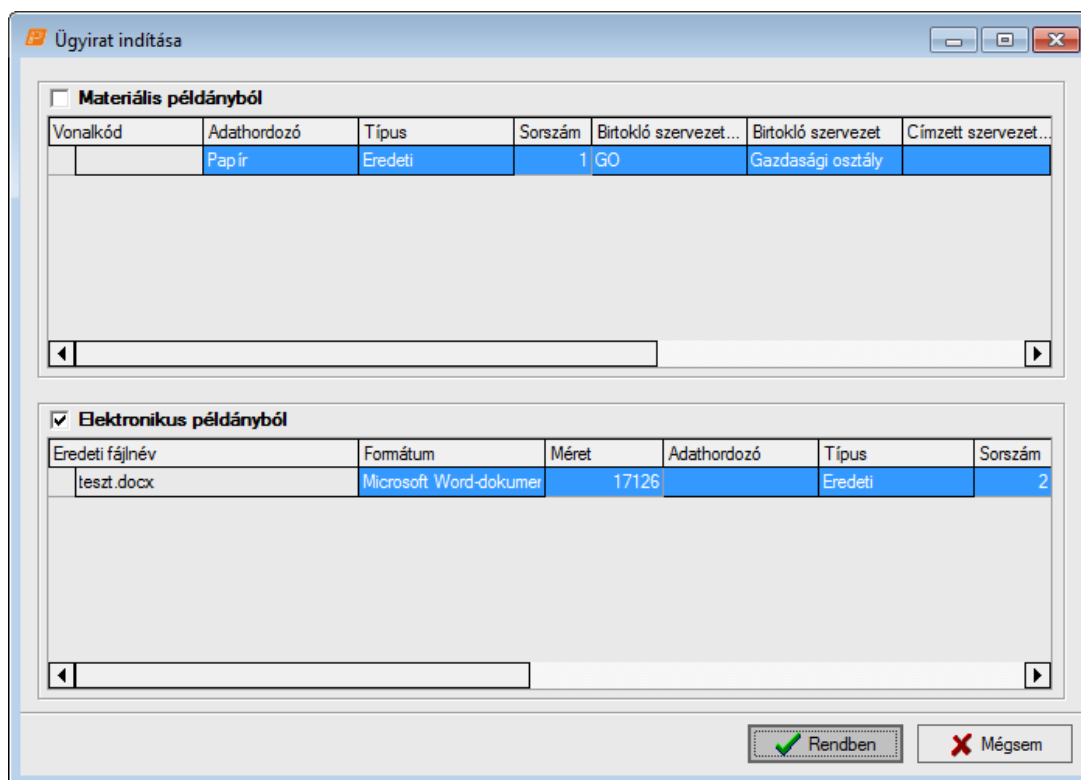 Ügyirat indítása
Materiális példányból
Vonalkód Adathordozó Típus Sorszám Birtokló szervezet... Birtokló szervezet Címzett szervezet...
Papír Eredeti 1 GO Gazdasági osztály
Elektronikus példányból
Eredeti fájlnév Formátum Méret Adathordozó Típus Sorszám
teszt.docx Microsoft Word-dokumer 17126 Eredeti 2
Rendben Mégsem